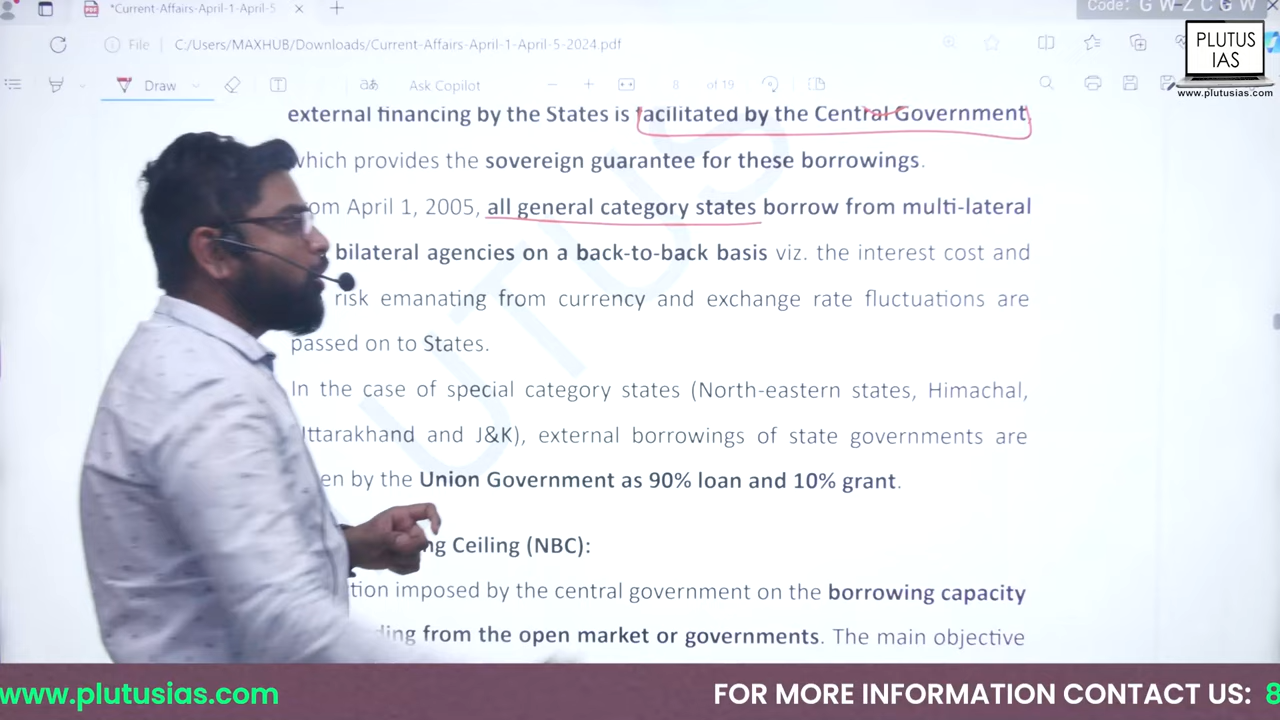 *Current-Affairs-April-1-April-5
Code: G W-Z C G W
File C:/Users/MAXHUB/Downloads/Current-Affairs-April-1-April-5-2024.pdf
PLUTUS
IAS
www.plutusias.com
Draw Ask Copilot 8 of 19
external financing by the States is facilitated by the Central Government
which provides the sovereign guarantee for these borrowings.
April 1, 2005, all general category states borrow from multi-lateral
bilateral agencies on a back-to-back basis viz. the interest cost and
risk emanating from currency and exchange rate fluctuations are
passed on to States.
In the case of special category states (North-eastern states, Himachal,
Uttarakhand and J&K), external borrowings of state governments are
by the Union Government as 90% loan and 10% grant.
Ceiling (NBC):
imposed by the central government on the borrowing capacity
from the open market or governments. The main objective
www.plutusias.com FOR MORE INFORMATION CONTACT US: 8